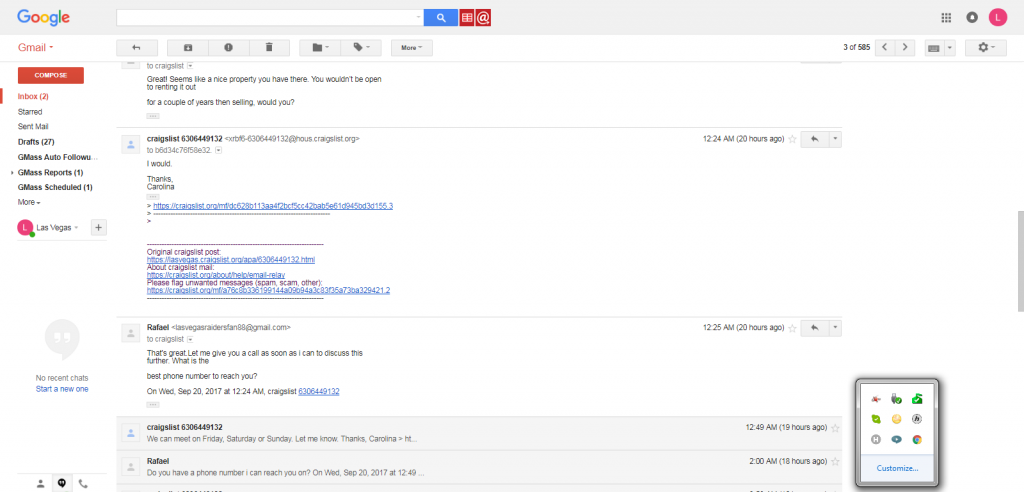 Google
Gmail
More
3 of 585
COMPOSE
Inbox (2)
Starred
Sent Mail
Drafts (27)
GMass Auto Followu...
GMass Reports (1)
GMass Scheduled (1)
More
L
Las Vegas
+
No recent chats
Start a new one
L
to craigslist
Great! Seems like a nice property you have there. You wouldn't be open
to renting it out
for a couple of years then selling, would you?
craigslist 6306449132 <xrbf6-6306449132@hous.craigslist.org>
12:24 AM (20 hours ago)
to b6d34c76f58e32.
I would.
Thanks,
Carolina
> https://craigslist.org/mf/dc628b113aa4f2bcf5cc42bab5e61d945bd3d155.3
> ------------------------------------------------------------------------
>
------------------------------------------------------------------------
Original craigslist post:
https://lasvegas.craigslist.org/apa/6306449132.html
About craigslist mail:
https://craigslist.org/about/help/email-relay
Please flag unwanted messages (spam, scam, other):
https://craigslist.org/mf/a76c8b336199144a09b94a3c83f35a73ba329421.2
------------------------------------------------------------------------
Rafael <lasvegasraidersfan88@gmail.com>
12:25 AM (20 hours ago)
to craigslist
That's great.Let me give you a call as soon as i can to discuss this
further. What is the
best phone number to reach you?
On Wed, Sep 20, 2017 at 12:24 AM, craigslist 6306449132
craigslist 6306449132
12:49 AM (19 hours ago)
We can meet on Friday, Saturday or Sunday. Let me know. Thanks, Carolina > ht...
Rafael
2:00 AM (18 hours ago)
Do you have a phone number i can reach you on? On Wed, Sep 20, 2017 at 12:49 ...
Customize...